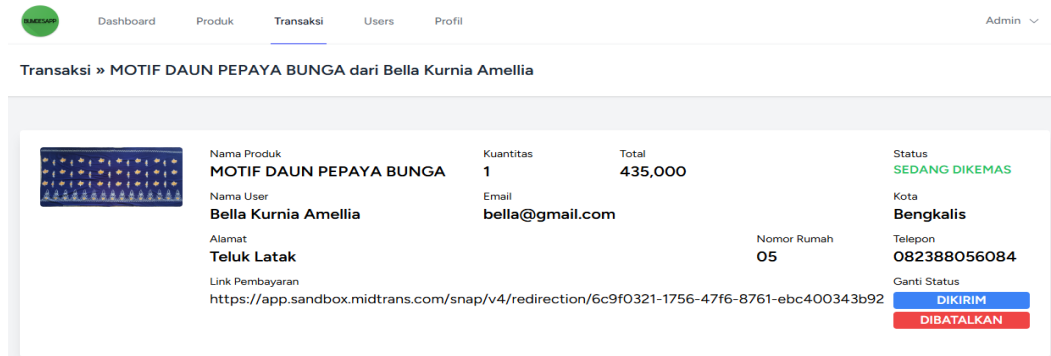 BUMDESAPP Dashboard Produk Transaksi Users Profil Admin
Transaksi » MOTIF DAUN PEPAYA BUNGA dari Bella Kurnia Amellia
Nama Produk Kuantitas Total Status
MOTIF DAUN PEPAYA BUNGA 1 435,000 SEDANG DIKEMAS
Nama User Email Kota
Bella Kurnia Amellia bella@gmail.com Bengkalis
Alamat Nomor Rumah Telepon
Teluk Latak 05 082388056084
Link Pembayaran Ganti Status
https://app.sandbox.midtrans.com/snap/v4/redirection/6c9f0321-1756-47f6-8761-ebc400343b92 DIKIRIM
DIBATALKAN